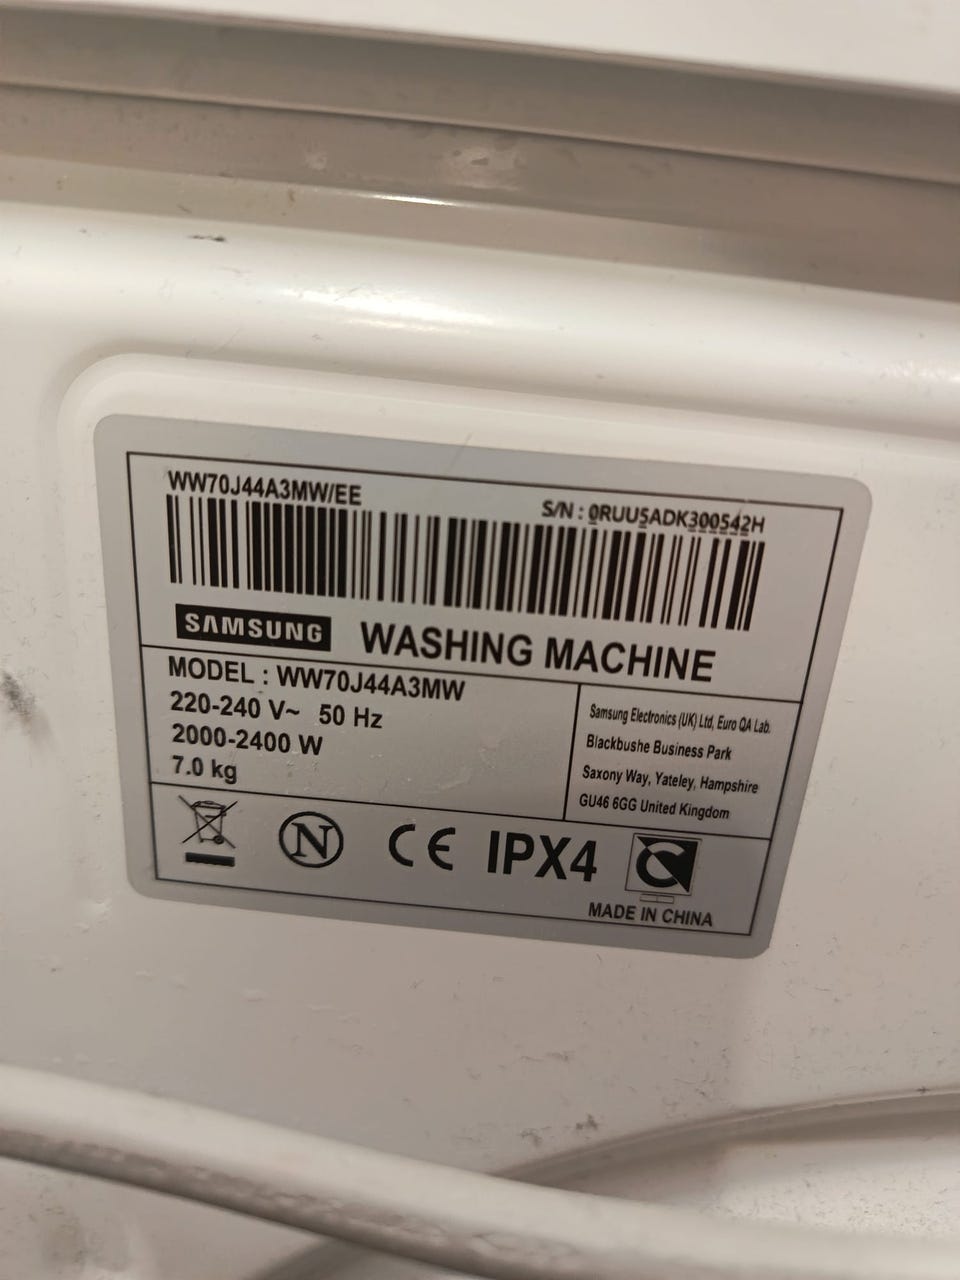 WW70J44A3MW/EE
S/N : 0RUU5ADK300542H
SAMSUNG WASHING MACHINE
MODEL : WW70J44A3MW
220-240 V~ 50 Hz
2000-2400 W
7.0 kg
Samsung Electronics (UK) Ltd, Euro QA Lab.
Blackbushe Business Park
Saxony Way, Yateley, Hampshire
GU46 6GG United Kingdom
N CE IPX4
MADE IN CHINA